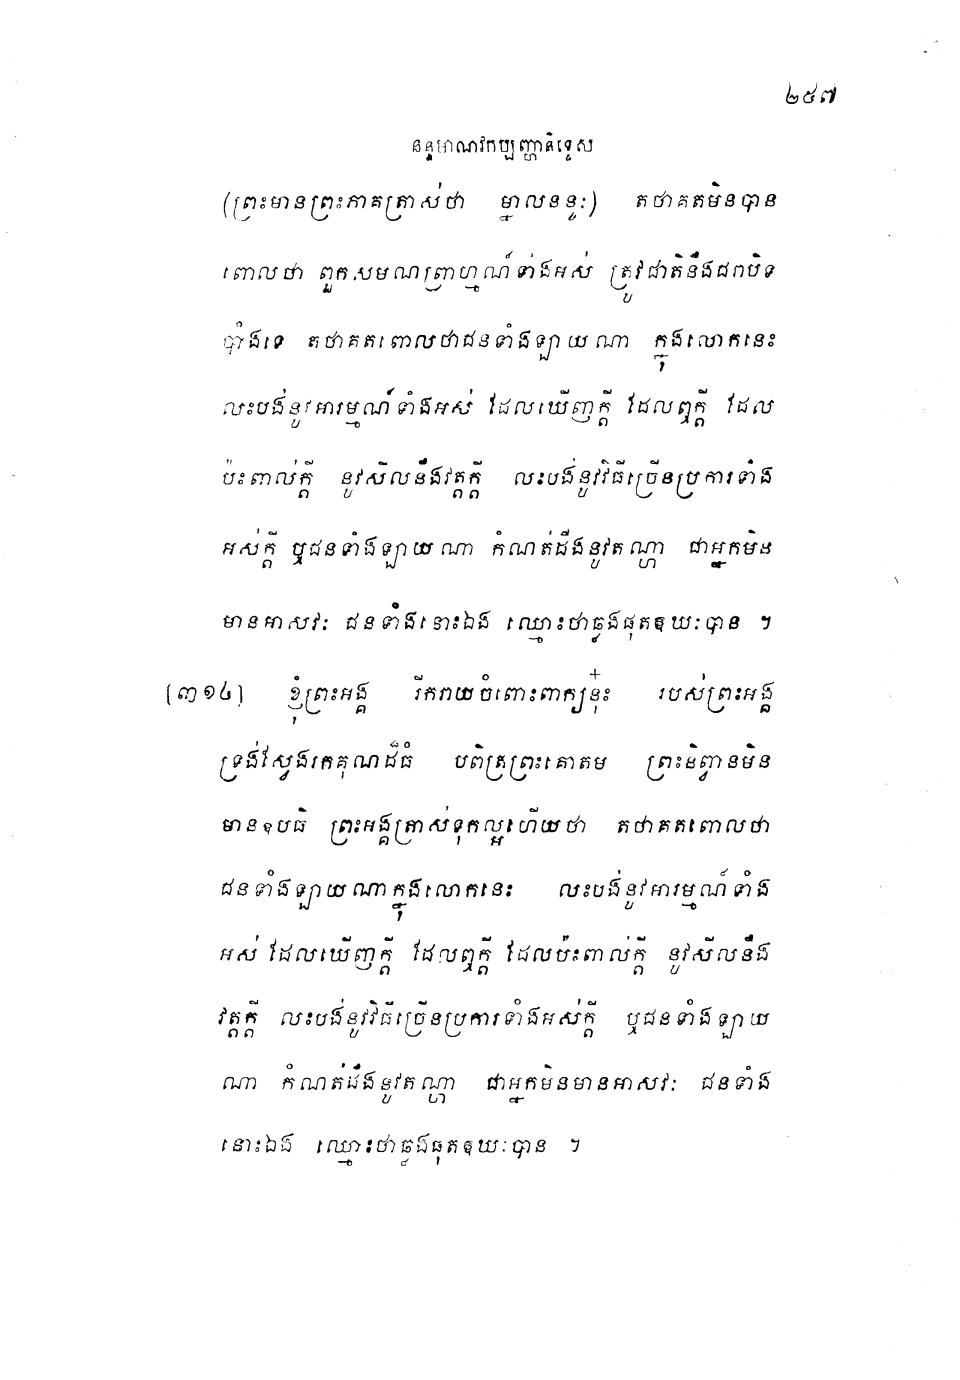 ២៥៧
នន្ទមាណវកប្បញ្ហានិទ្ទេស
(ព្រះមានព្រះភាគត្រាស់ថា ម្នាលនន្ទៈ) តថាគតមិនបាន
ពោលថា ពួកសមណព្រាហ្មណ៍ទាំងអស់ ត្រូវជាតិនឹងជរាបិទ
បាំងទេ តថាគតពោលថាជនទាំងឡាយណា ក្នុងលោកនេះ
លះបង់នូវអារម្មណ៍ទាំងអស់ ដែលឃើញក្តី ដែលឮក្តី ដែល
ប៉ះពាល់ក្តី នូវសីលនឹងវត្តក្តី លះបង់នូវវិធីច្រើនប្រការទាំង
អស់ក្តី ឬជនទាំងឡាយណា កំណត់ដឹងនូវតណ្ហា ជាអ្នកមិន
មានអាសវៈ ជនទាំងនោះឯង ឈ្មោះថាឆ្លងផុតឱឃៈបាន ។
(៣១៤) ខ្ញុំព្រះអង្គ រីករាយចំពោះពាក្យនុ៎ះ របស់ព្រះអង្គ
ទ្រង់ស្វែងរកគុណដ៏ធំ បពិត្រព្រះគោតម ព្រះនិព្វានមិន
មានឧបធិ ព្រះអង្គត្រាស់ទុកល្អហើយថា តថាគតពោលថា
ជនទាំងឡាយណាក្នុងលោកនេះ លះបង់នូវអារម្មណ៍ទាំង
អស់ ដែលឃើញក្តី ដែលឮក្តី ដែលប៉ះពាល់ក្តី នូវសីលនឹង
វត្តក្តី លះបង់នូវវិធីច្រើនប្រការទាំងអស់ក្តី ឬជនទាំងឡាយ
ណា កំណត់ដឹងនូវតណ្ហា ជាអ្នកមិនមានអាសវៈ ជនទាំង
នោះឯង ឈ្មោះថាឆ្លងផុតឱឃៈបាន ។